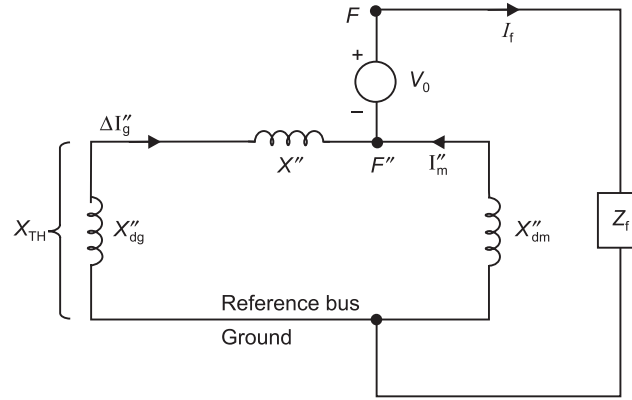 F
I_f
+
V_0
−
ΔI″_g
X″
F″
I″_m
X_TH
X″_dg
X″_dm
Z_f
Reference bus
Ground